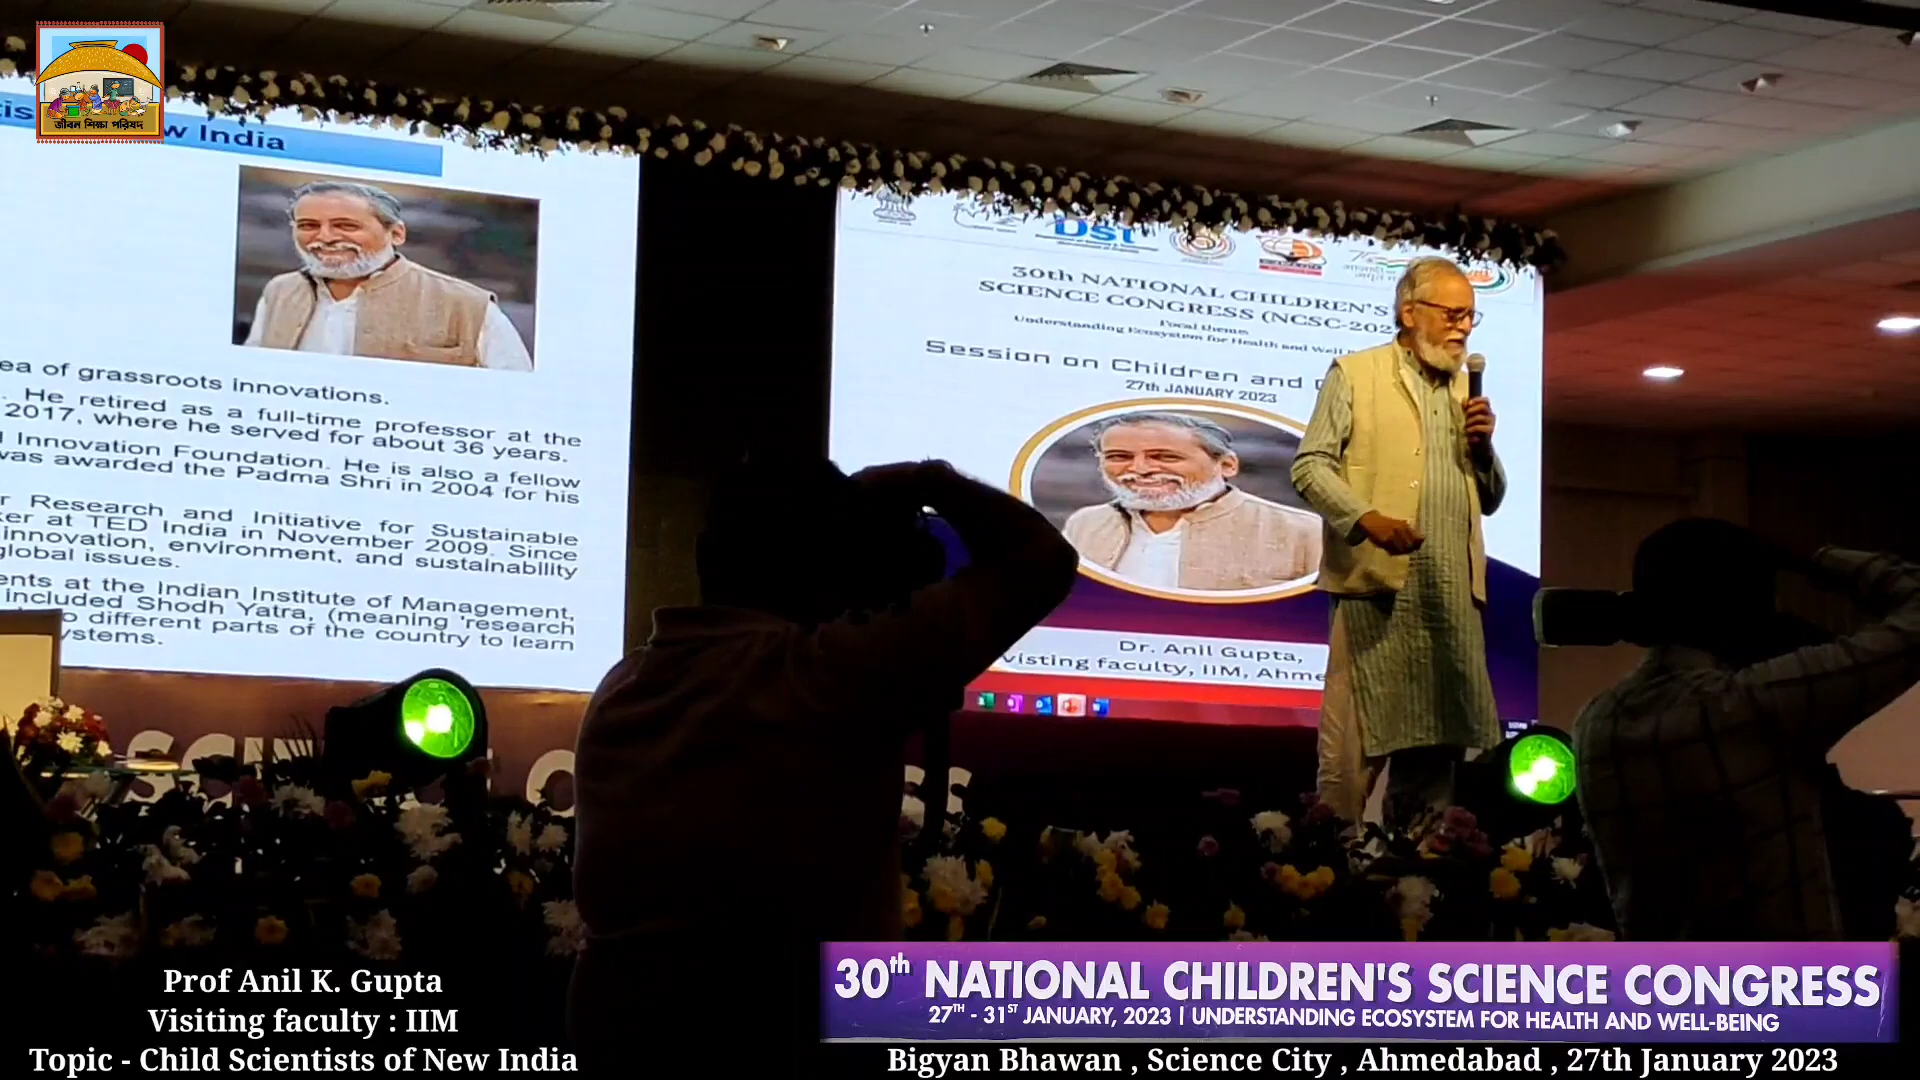 জীবন শিক্ষা পরিষদ
w India
ea of grassroots innovations.
. He retired as a full-time professor at the
2017, where he served for about 36 years.
Innovation Foundation. He is also a fellow
was awarded the Padma Shri in 2004 for his
r Research and Initiative for Sustainable
ker at TED India in November 2009. Since
innovation, environment, and sustainability
global issues.
ents at the Indian Institute of Management,
included Shodh Yatra, (meaning 'research
o different parts of the country to learn
ystems.
DST
30th NATIONAL CHILDREN'S
SCIENCE CONGRESS (NCSC-202
Focal theme:
Understanding Ecosystem for Health and Well
Session on Children and
27th JANUARY 2023
Dr. Anil Gupta,
visting faculty, IIM, Ahme
Prof Anil K. Gupta
Visiting faculty : IIM
Topic - Child Scientists of New India
30th NATIONAL CHILDREN'S SCIENCE CONGRESS
27TH - 31ST JANUARY, 2023 | UNDERSTANDING ECOSYSTEM FOR HEALTH AND WELL-BEING
Bigyan Bhawan , Science City , Ahmedabad , 27th January 2023